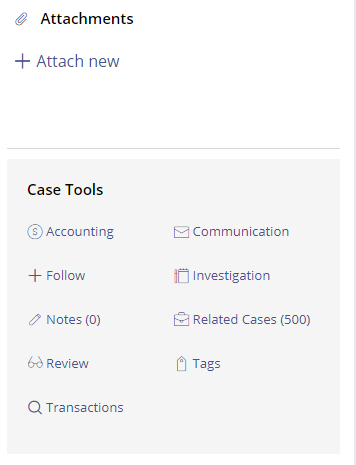 Attachments
+ Attach new
Case Tools
Accounting
Communication
+ Follow
Investigation
Notes (0)
Related Cases (500)
Review
Tags
Transactions